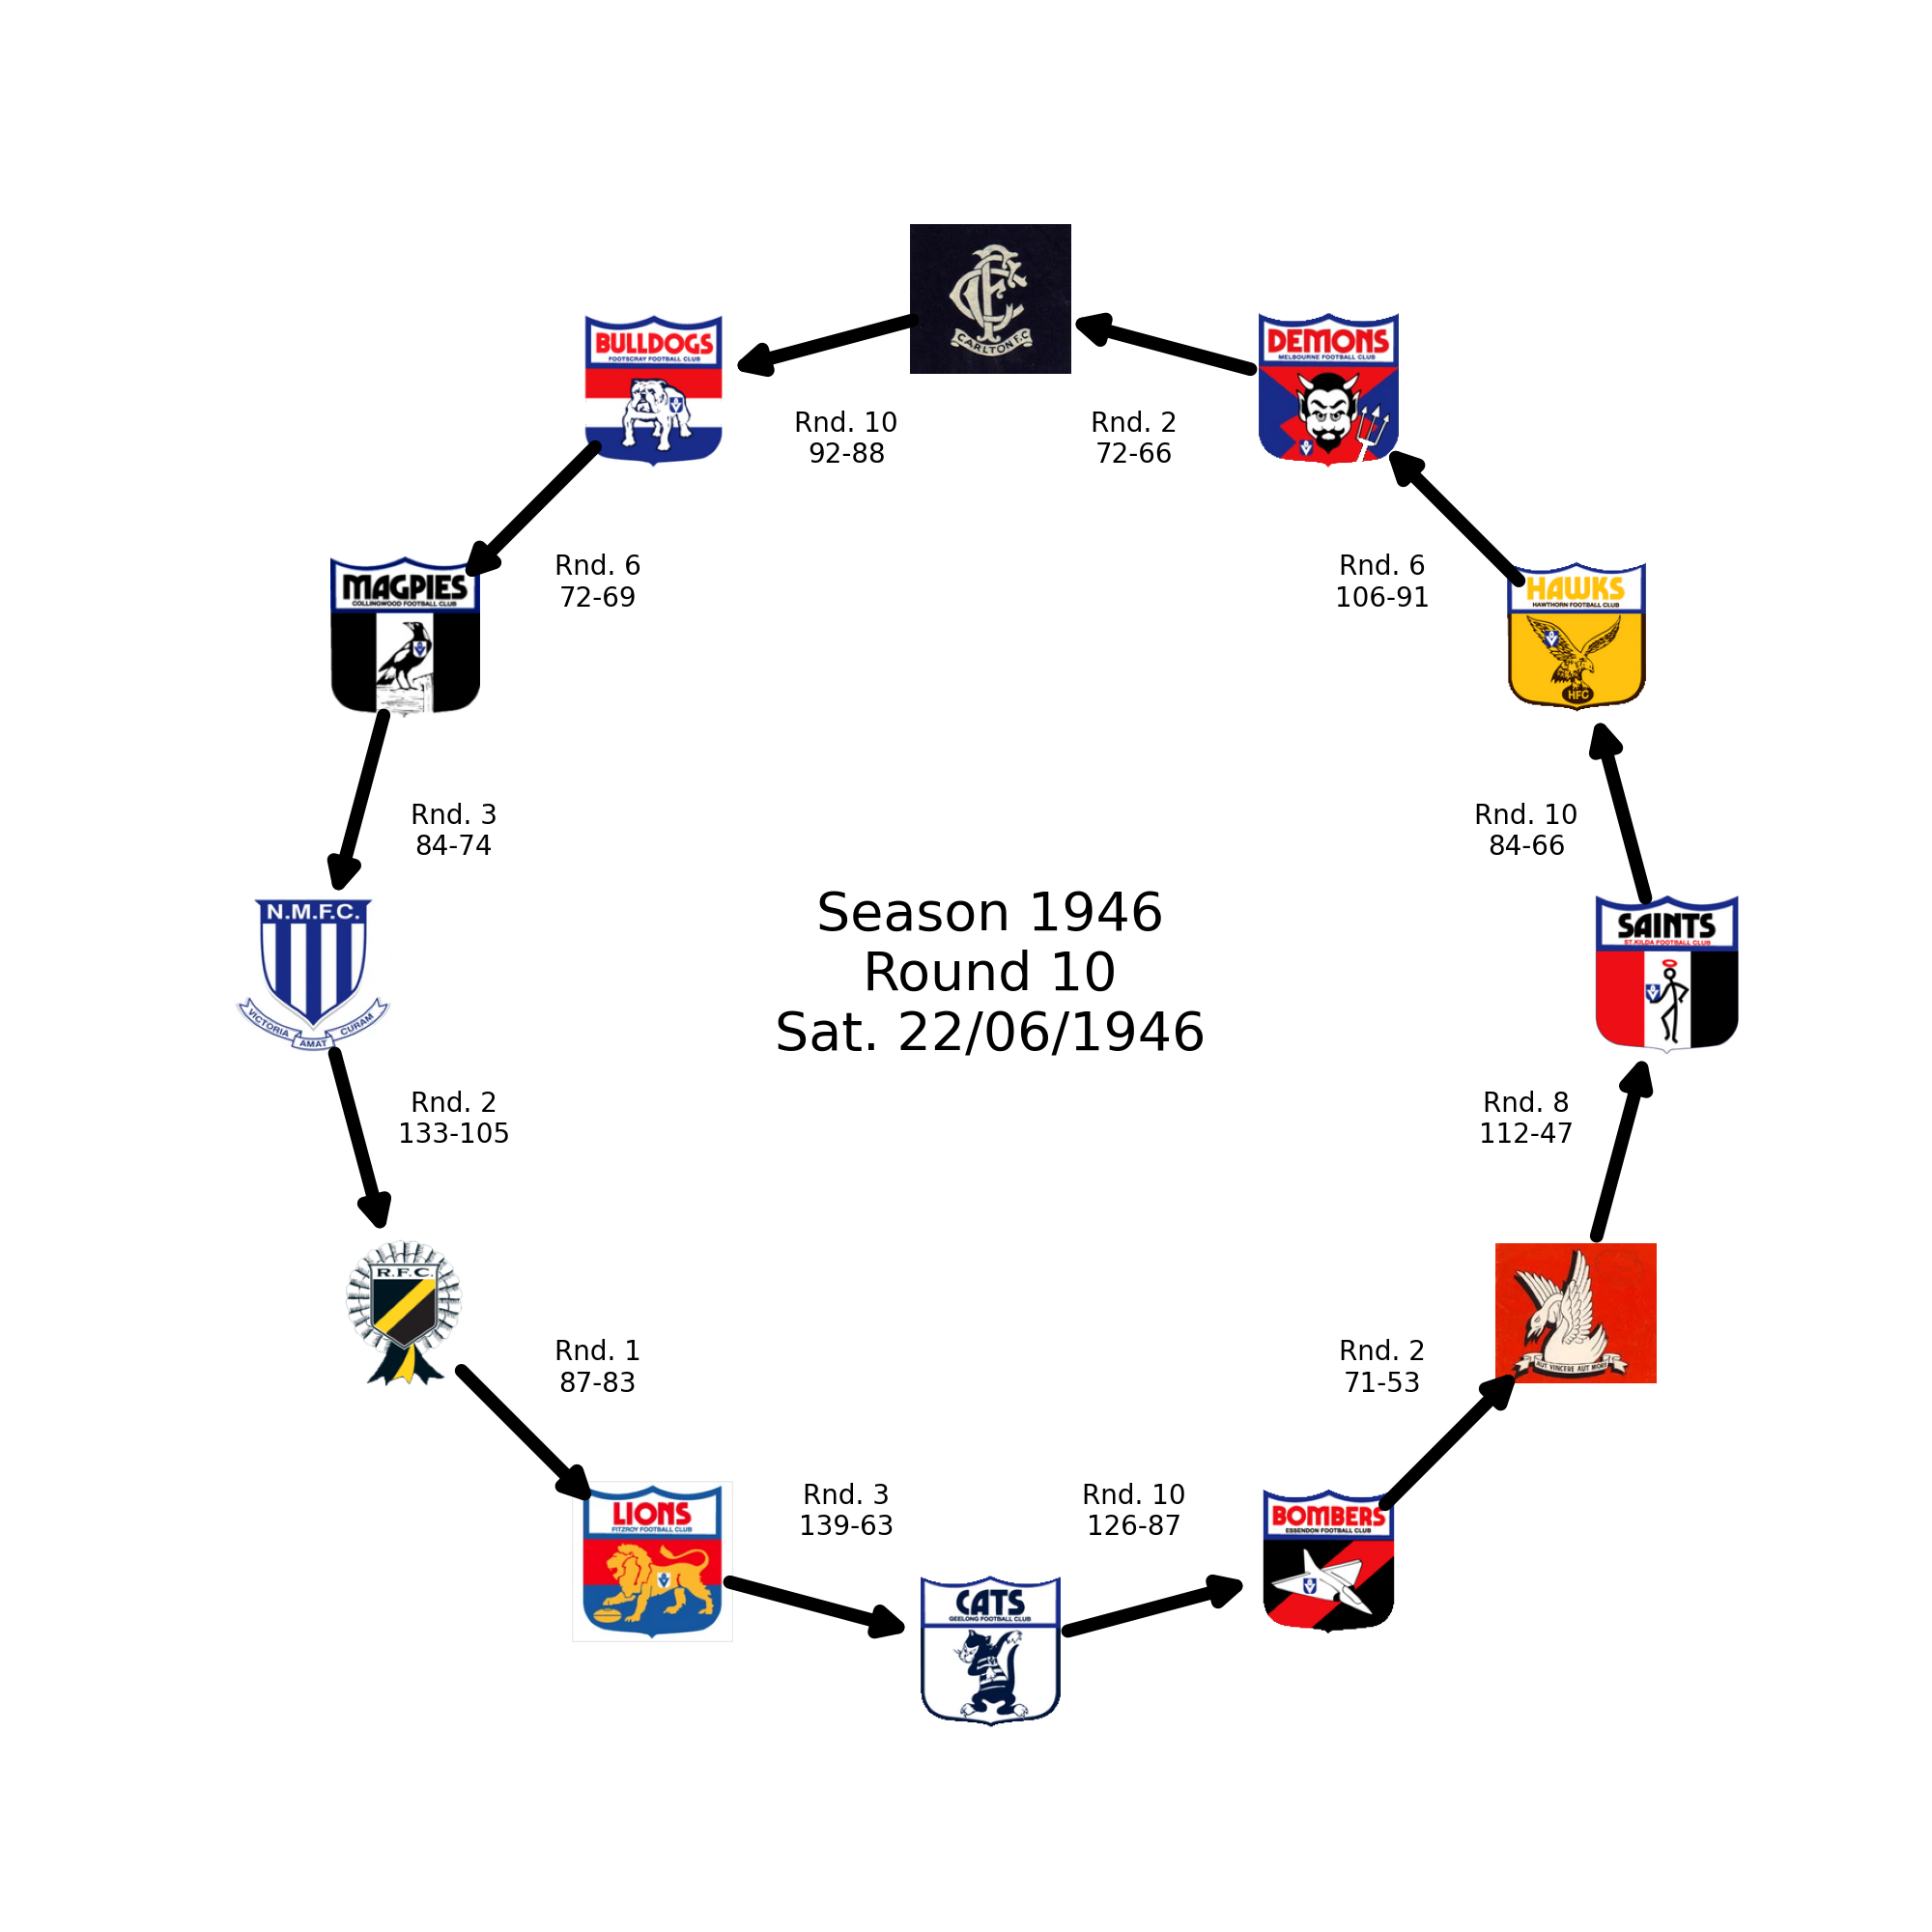 CARLTON F.C
BULLDOGS
FOOTSCRAY FOOTBALL CLUB
DEMONS
MELBOURNE FOOTBALL CLUB
Rnd. 10
92-88
Rnd. 2
72-66
MAGPIES
COLLINGWOOD FOOTBALL CLUB
Rnd. 6
72-69
Rnd. 6
106-91
HAWKS
HAWTHORN FOOTBALL CLUB
HFC
Rnd. 3
84-74
Rnd. 10
84-66
N.M.F.C.
VICTORIA AMAT CURAM
Season 1946
Round 10
Sat. 22/06/1946
SAINTS
ST.KILDA FOOTBALL CLUB
Rnd. 2
133-105
Rnd. 8
112-47
R.F.C.
Rnd. 1
87-83
Rnd. 2
71-53
AUT VINCERE AUT MORI
LIONS
FITZROY FOOTBALL CLUB
Rnd. 3
139-63
Rnd. 10
126-87
BOMBERS
ESSENDON FOOTBALL CLUB
CATS
GEELONG FOOTBALL CLUB